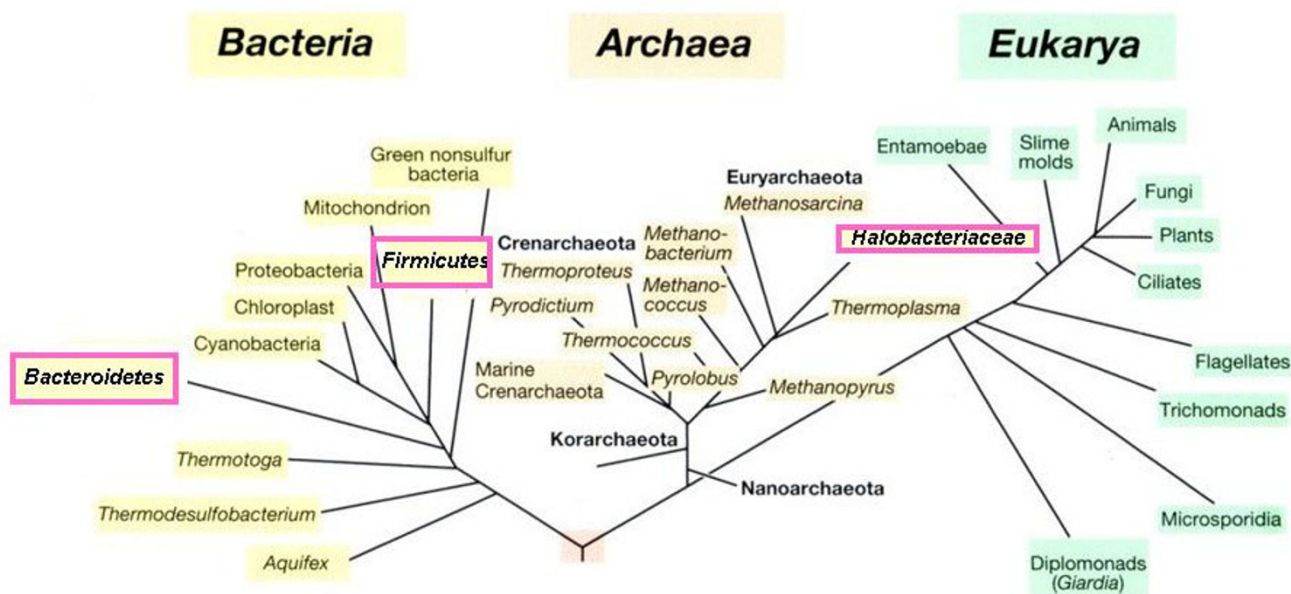 Bacteria
Archaea
Eukarya
Green nonsulfur
bacteria
Mitochondrion
Firmicutes
Proteobacteria
Chloroplast
Cyanobacteria
Bacteroidetes
Thermotoga
Thermodesulfobacterium
Aquifex
Crenarchaeota
Thermoproteus
Pyrodictium
Thermococcus
Marine
Crenarchaeota
Pyrolobus
Korarchaeota
Nanoarchaeota
Euryarchaeota
Methanosarcina
Methano-
bacterium
Methano-
coccus
Halobacteriaceae
Thermoplasma
Methanopyrus
Entamoebae
Slime
molds
Animals
Fungi
Plants
Ciliates
Flagellates
Trichomonads
Microsporidia
Diplomonads
(Giardia)